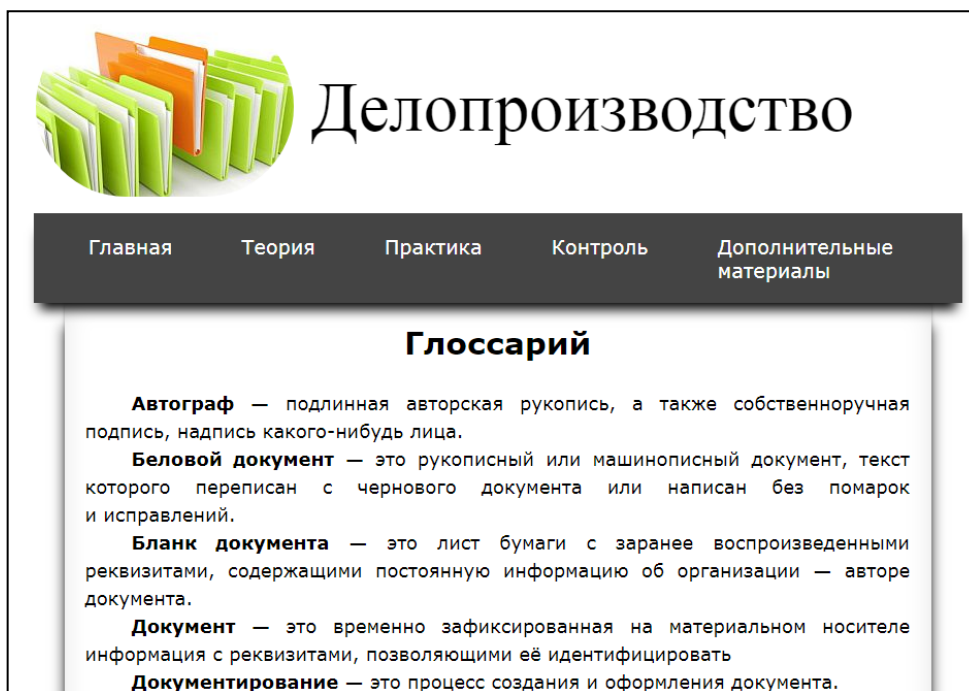 Делопроизводство
Главная Теория Практика Контроль Дополнительные
материалы
Глоссарий
Автограф — подлинная авторская рукопись, а также собственноручная
подпись, надпись какого-нибудь лица.
Беловой документ — это рукописный или машинописный документ, текст
которого переписан с чернового документа или написан без помарок
и исправлений.
Бланк документа — это лист бумаги с заранее воспроизведенными
реквизитами, содержащими постоянную информацию об организации — авторе
документа.
Документ — это временно зафиксированная на материальном носителе
информация с реквизитами, позволяющими её идентифицировать
Документирование — это процесс создания и оформления документа.